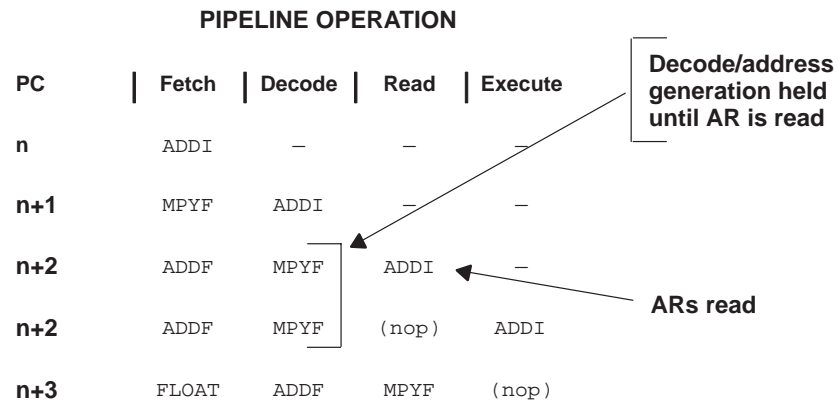 PIPELINE OPERATION
PC | Fetch | Decode | Read | Execute
Decode/address
generation held
until AR is read
n ADDI — — —
n+1 MPYF ADDI — —
n+2 ADDF MPYF ADDI —
ARs read
n+2 ADDF MPYF (nop) ADDI
n+3 FLOAT ADDF MPYF (nop)